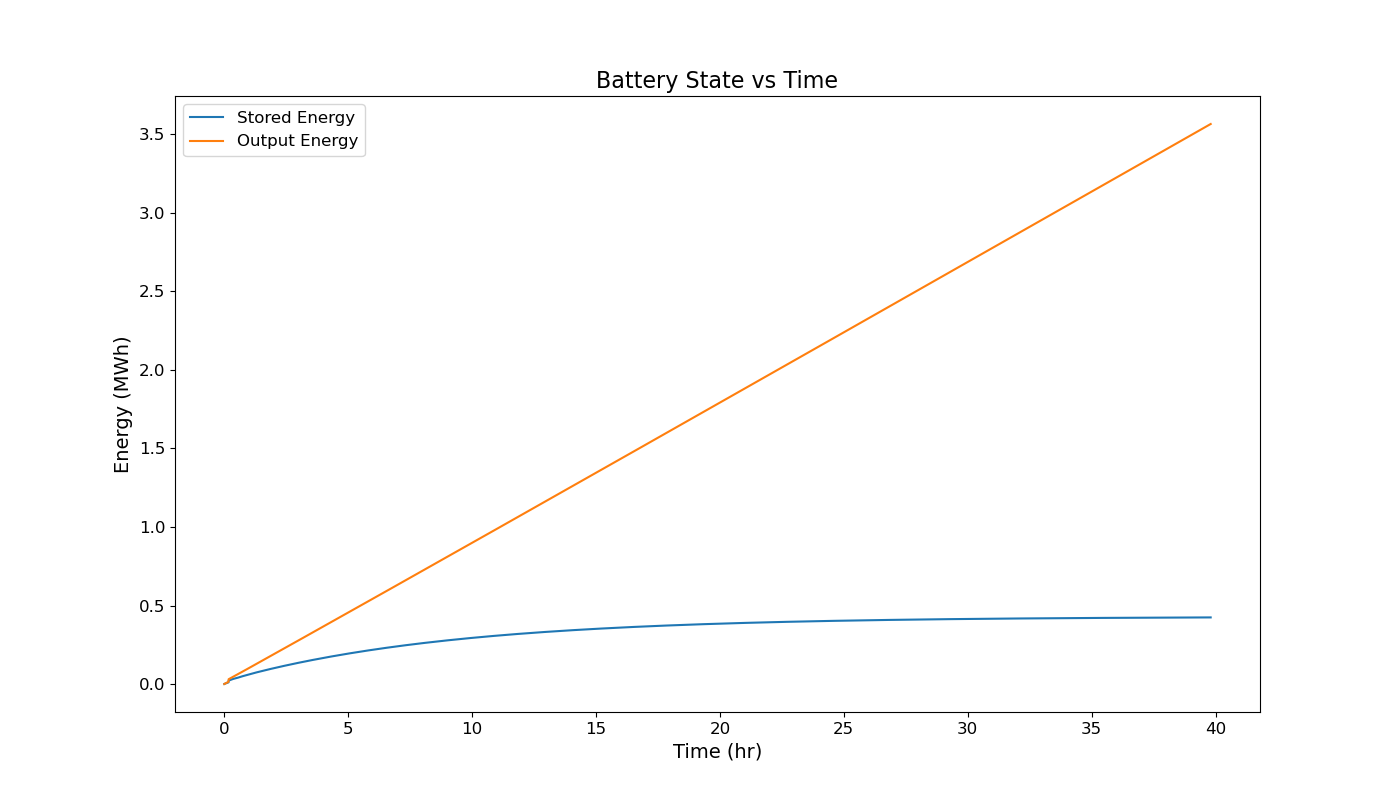 Battery State vs Time
Stored Energy
Output Energy
3.5
3.0
2.5
2.0
1.5
1.0
0.5
0.0
Energy (MWh)
0 5 10 15 20 25 30 35 40
Time (hr)